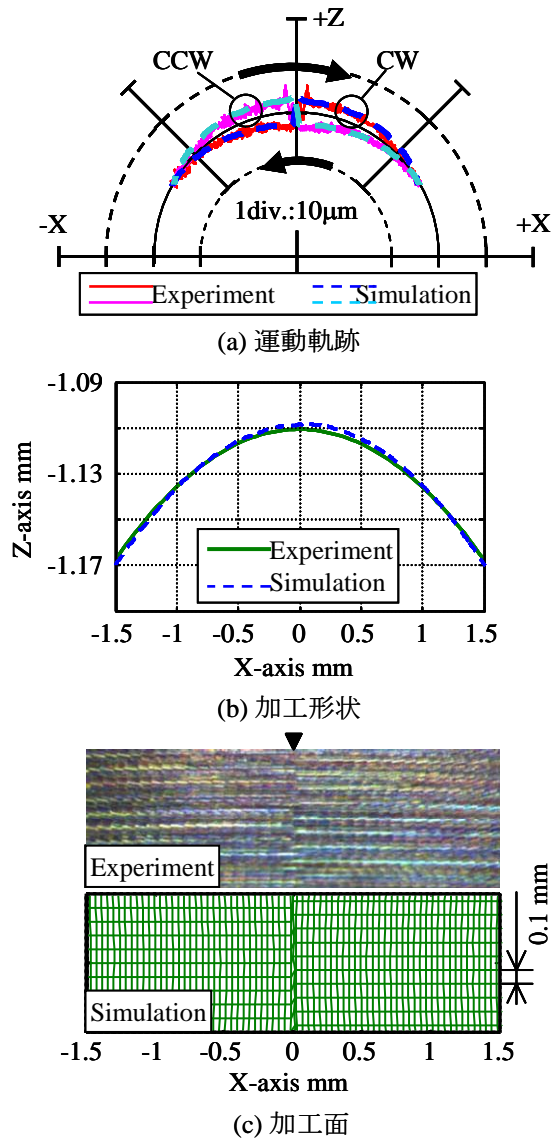 +Z
CCW
CW
1div.:10μm
-X
+X
Experiment
Simulation
(a) 運動軌跡
-1.09
-1.13
-1.17
Z-axis mm
Experiment
Simulation
-1.5 -1 -0.5 0 0.5 1 1.5
X-axis mm
(b) 加工形状
Experiment
0.1 mm
Simulation
-1.5 -1 -0.5 0 0.5 1 1.5
X-axis mm
(c) 加工面